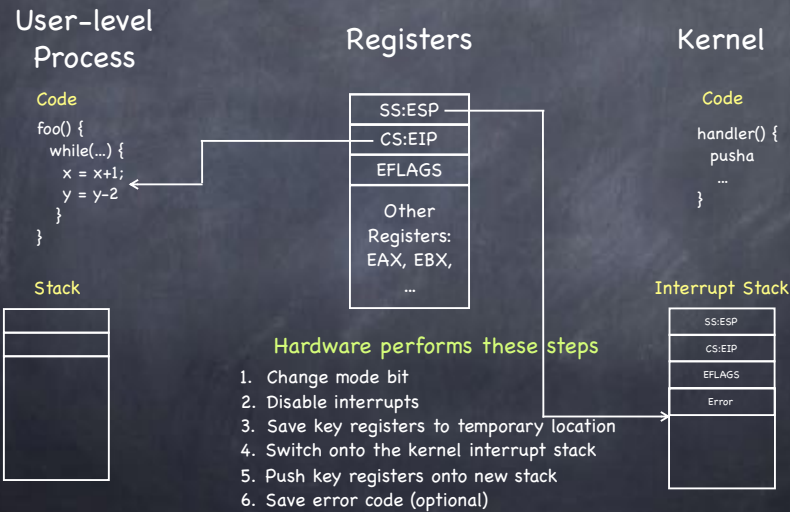 User-level
Process
Code
foo() {
while(...) {
x = x+1;
y = y-2
}
}
Stack
Registers
SS:ESP
CS:EIP
EFLAGS
Other
Registers:
EAX, EBX,
...
Hardware performs these steps
1. Change mode bit
2. Disable interrupts
3. Save key registers to temporary location
4. Switch onto the kernel interrupt stack
5. Push key registers onto new stack
6. Save error code (optional)
Kernel
Code
handler() {
pusha
...
}
Interrupt Stack
SS:ESP
CS:EIP
EFLAGS
Error